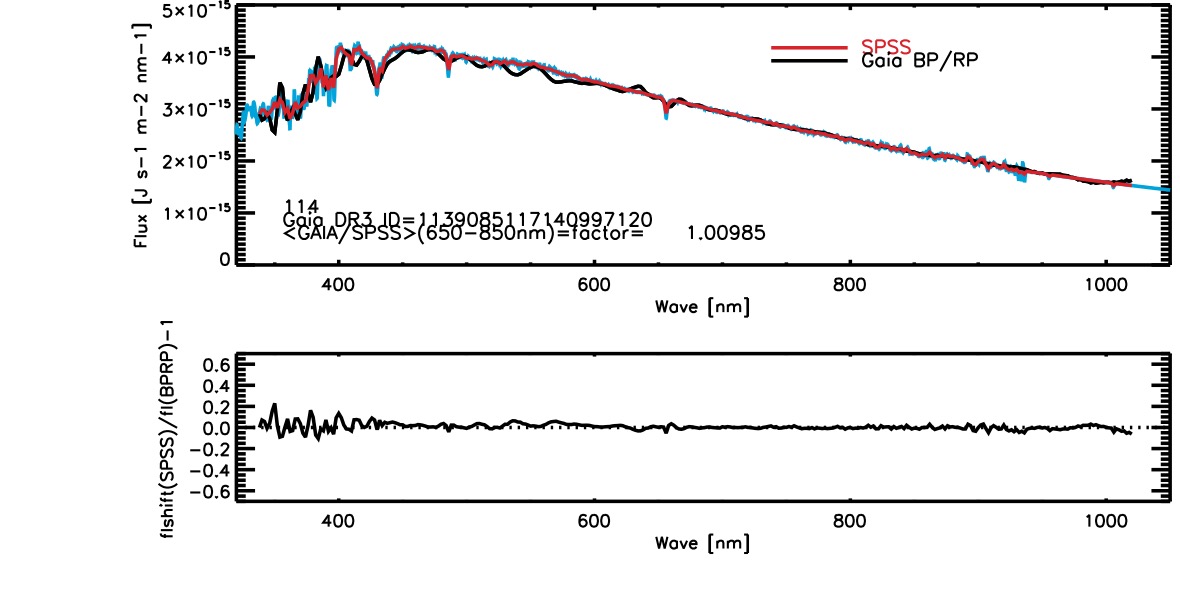 5×10−15
4×10−15
3×10−15
2×10−15
1×10−15
0
Flux [J s−1 m−2 nm−1]
SPSS
Gaia BP/RP
114
Gaia DR3 ID=1139085117140997120
<GAIA/SPSS>(650−850nm)=factor= 1.00985
400 600 800 1000
Wave [nm]
flshift(SPSS)/fl(BPRP)−1
0.6
0.4
0.2
0.0
−0.2
−0.4
−0.6
400 600 800 1000
Wave [nm]